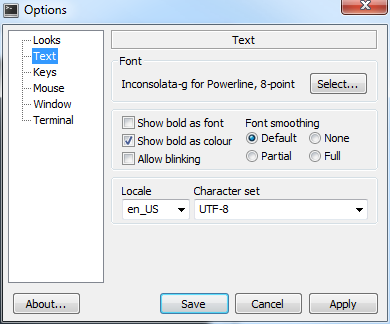 Options
Looks
Text
Keys
Mouse
Window
Terminal
Text
Font
Inconsolata-g for Powerline, 8-point
Select...
Show bold as font
Show bold as colour
Allow blinking
Font smoothing
Default
None
Partial
Full
Locale
en_US
Character set
UTF-8
About...
Save
Cancel
Apply